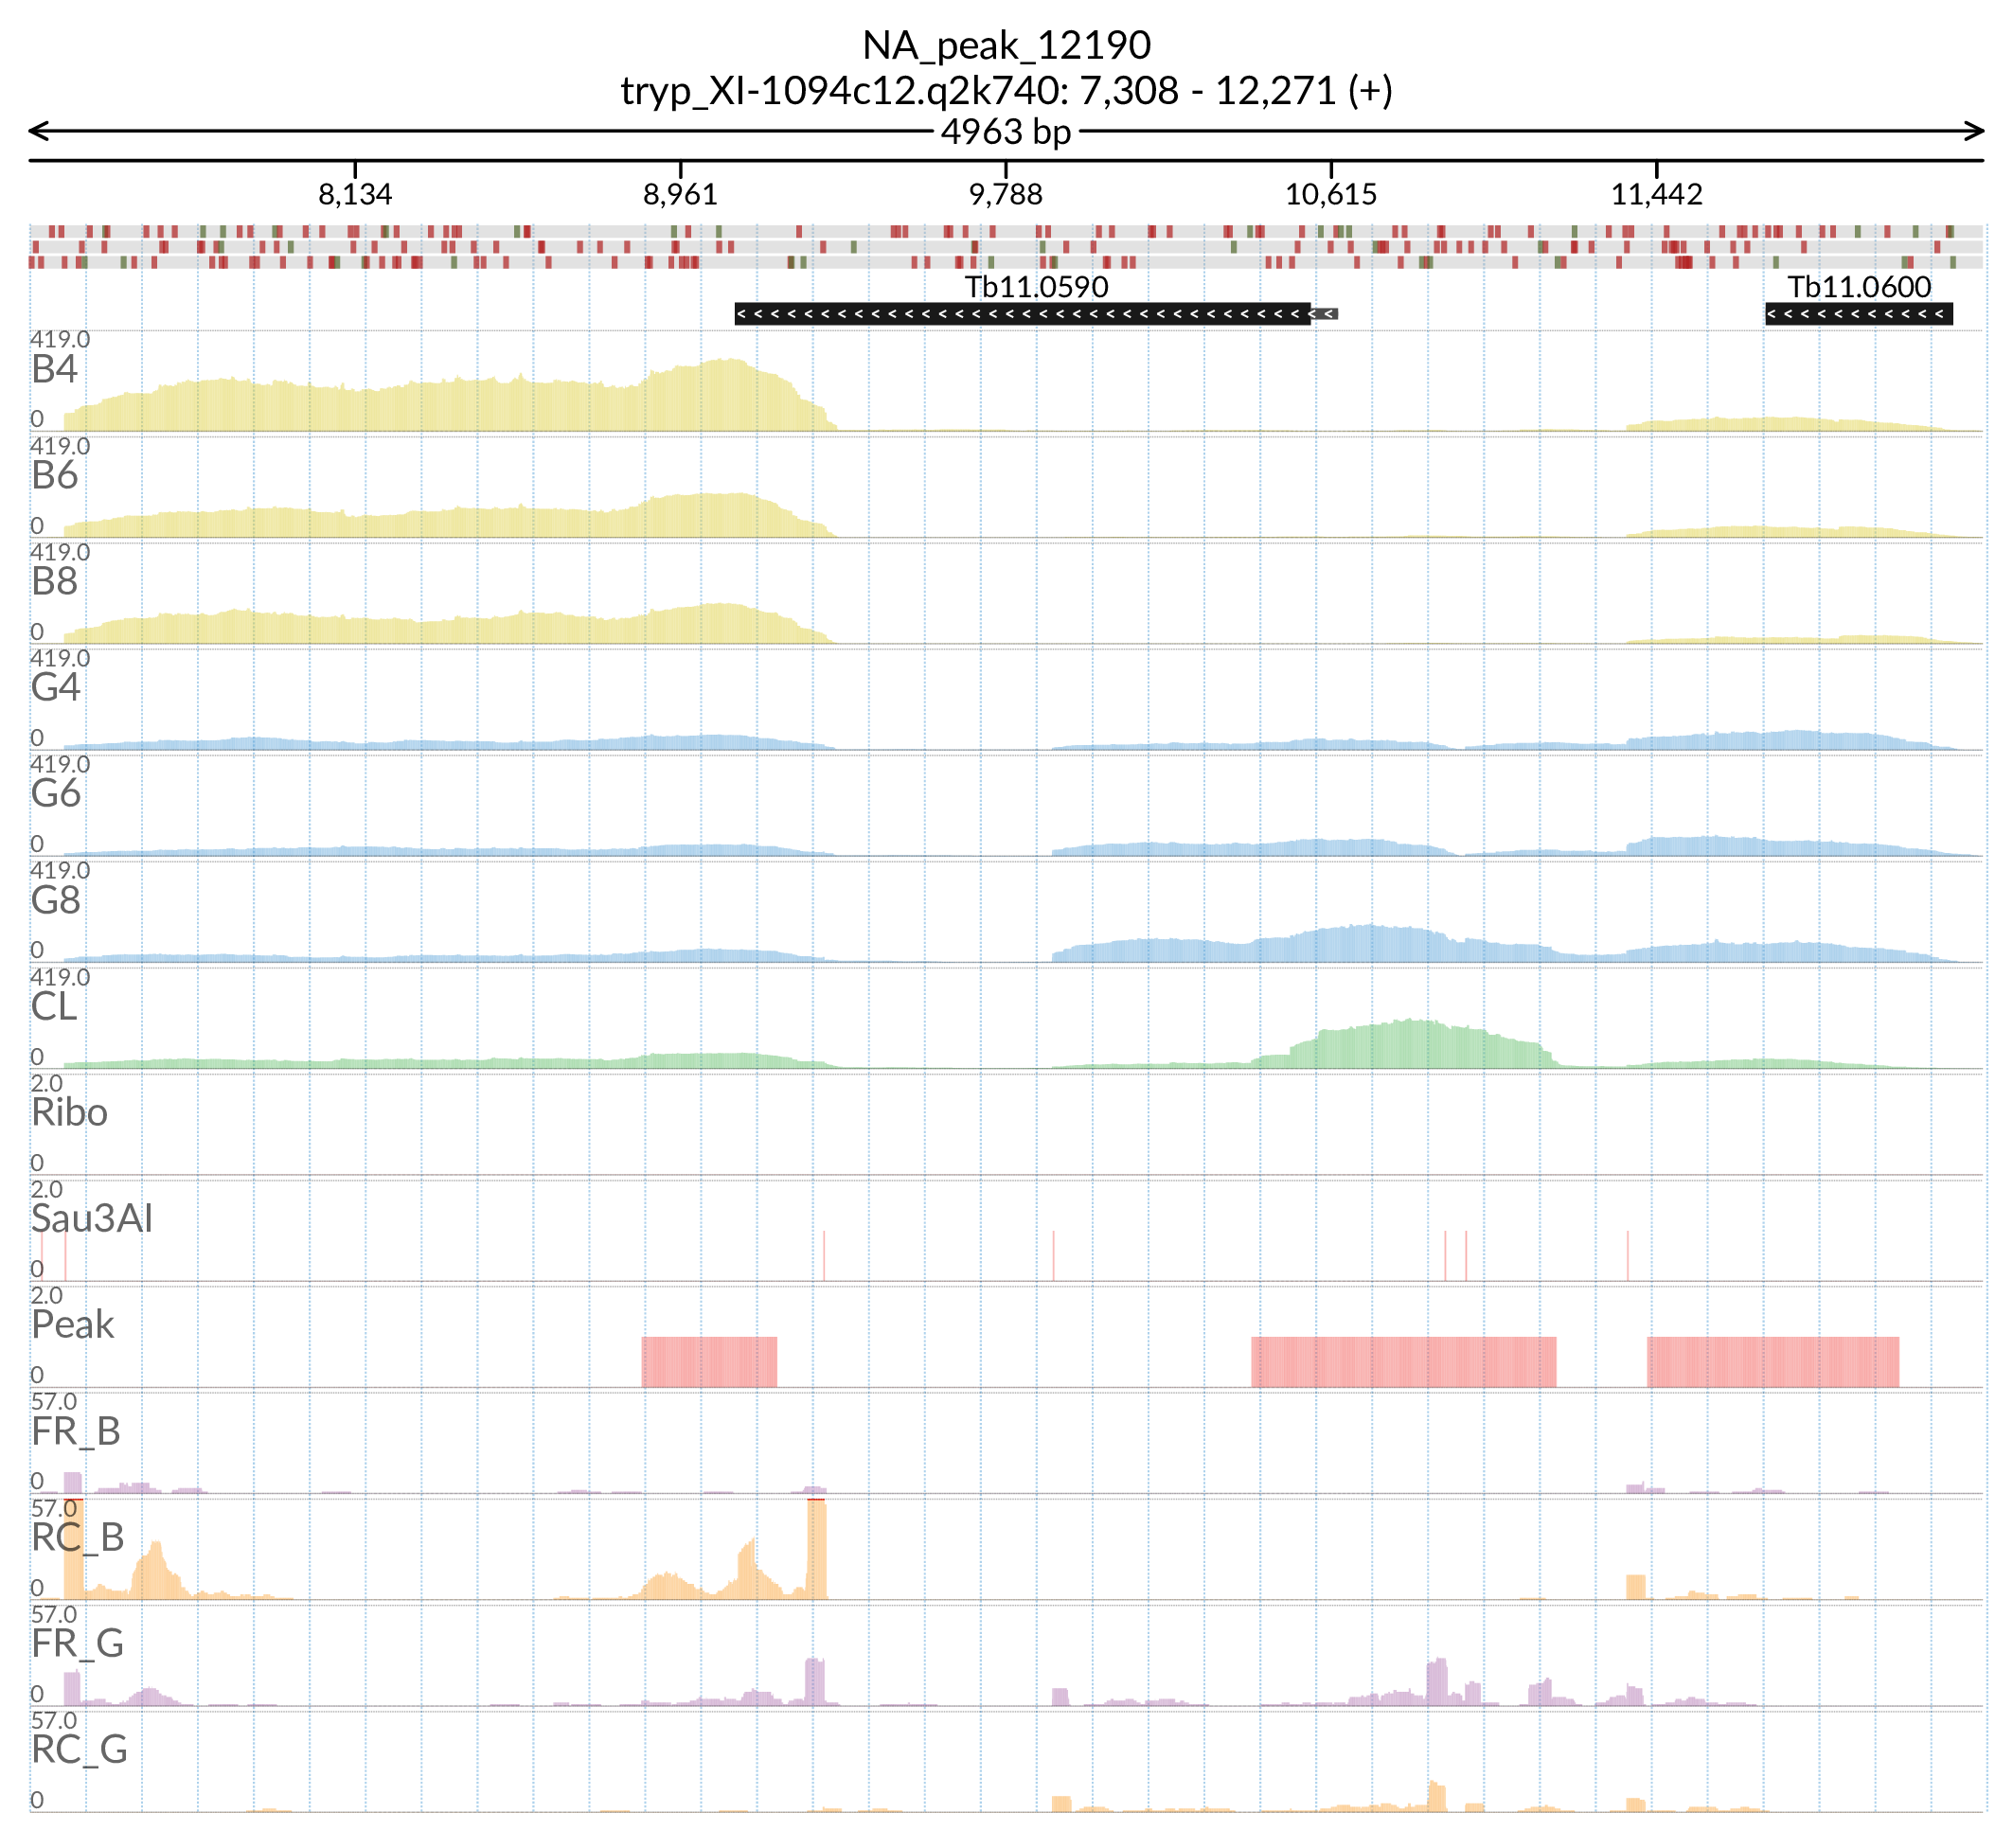 NA_peak_12190
tryp_XI-1094c12.q2k740: 7,308 - 12,271 (+)
4963 bp
8,134 8,961 9,788 10,615 11,442
Tb11.0590 Tb11.0600
419.0
B4
0
419.0
B6
0
419.0
B8
0
419.0
G4
0
419.0
G6
0
419.0
G8
0
419.0
CL
0
2.0
Ribo
0
2.0
Sau3AI
0
2.0
Peak
0
57.0
FR_B
0
57.0
RC_B
0
57.0
FR_G
0
57.0
RC_G
0